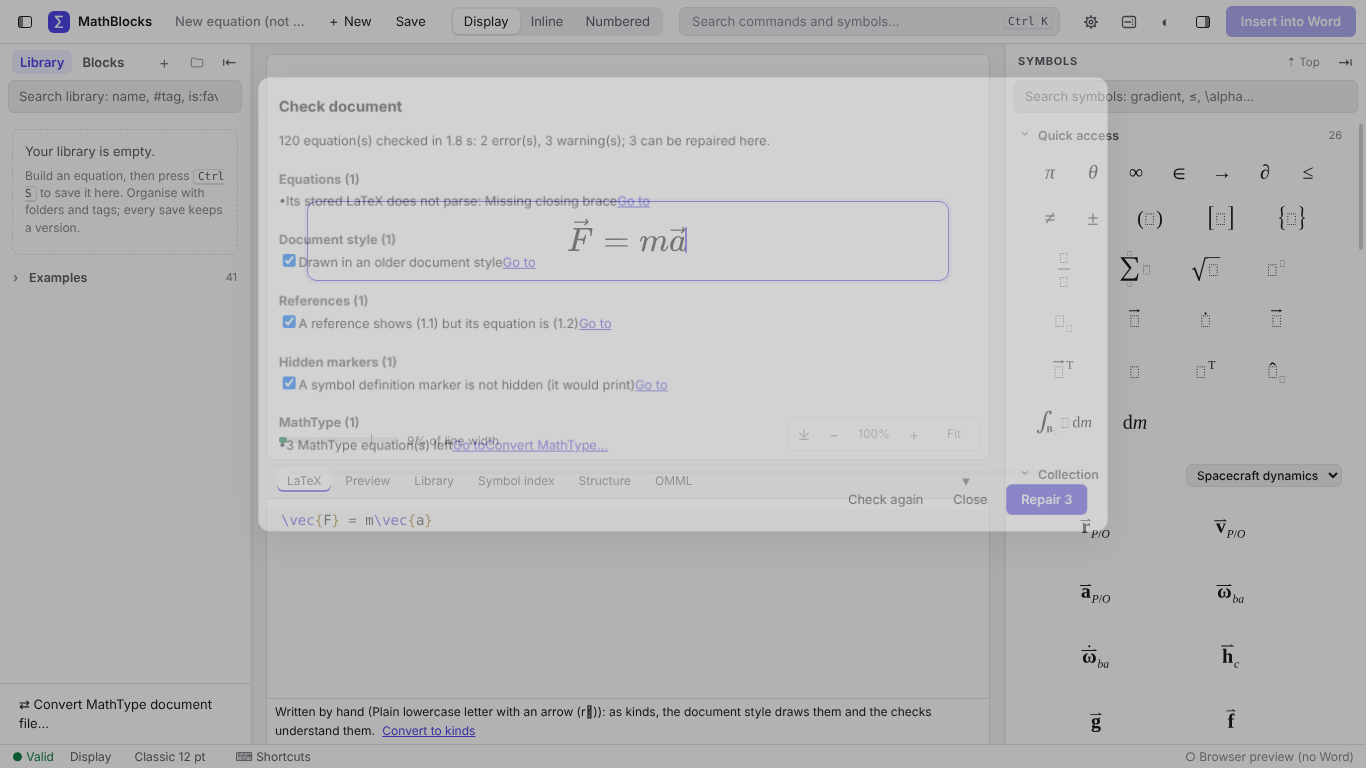 MathBlocks
New equation (not ...
+ New
Save
Display
Inline
Numbered
Search commands and symbols...
Ctrl K
Insert into Word
Library
Blocks
Search library: name, #tag, is:fav
Your library is empty.
Build an equation, then press Ctrl
S to save it here. Organise with
folders and tags; every save keeps
a version.
Examples
41
⇄ Convert MathType document
file...
Check document
120 equation(s) checked in 1.8 s: 2 error(s), 3 warning(s); 3 can be repaired here.
Equations (1)
•Its stored LaTeX does not parse: Missing closing braceGo to
Document style (1)
Drawn in an older document styleGo to
References (1)
A reference shows (1.1) but its equation is (1.2)Go to
Hidden markers (1)
A symbol definition marker is not hidden (it would print)Go to
MathType (1)
•3 MathType equation(s) leftGo toConvert MathType...
Check again
Close
Repair 3
F⃗ = ma⃗
9% of line width
− 100% +
Fit
LaTeX
Preview
Library
Symbol index
Structure
OMML
\vec{F} = m\vec{a}
Written by hand (Plain lowercase letter with an arrow (r▯)): as kinds, the document style draws them and the checks
understand them. Convert to kinds
SYMBOLS
↑ Top
Search symbols: gradient, ≤, \alpha...
Quick access
26
π θ ∞ ∈ → ∂ ≤
≠ ± (▯) [▯] {▯}
∑ √
T T
∫B dm dm
Collection
Spacecraft dynamics
r⃗P/O v⃗P/O
a⃗P/O ω⃗ba
ω̇⃗ba h⃗c
g⃗ f⃗
Valid
Display
Classic 12 pt
Shortcuts
Browser preview (no Word)